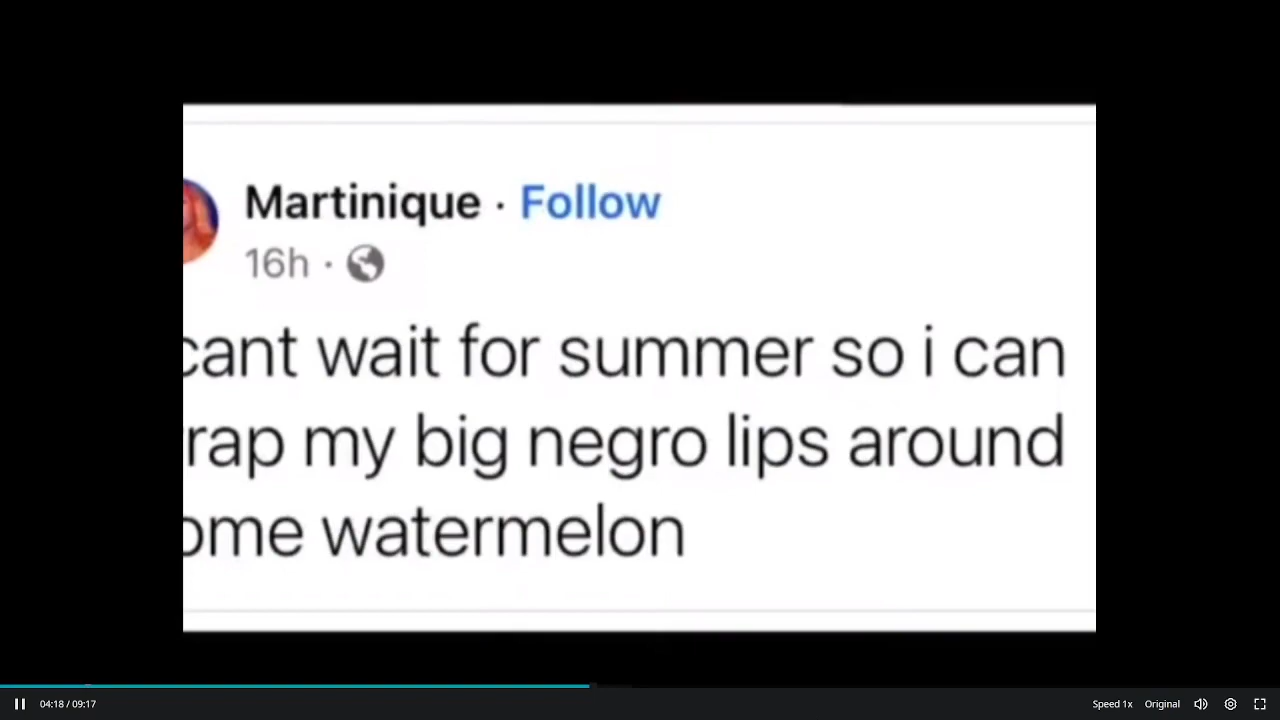 Martinique · Follow
16h ·
cant wait for summer so i can
rap my big negro lips around
ome watermelon
04:18 / 09:17
Speed 1x
Original